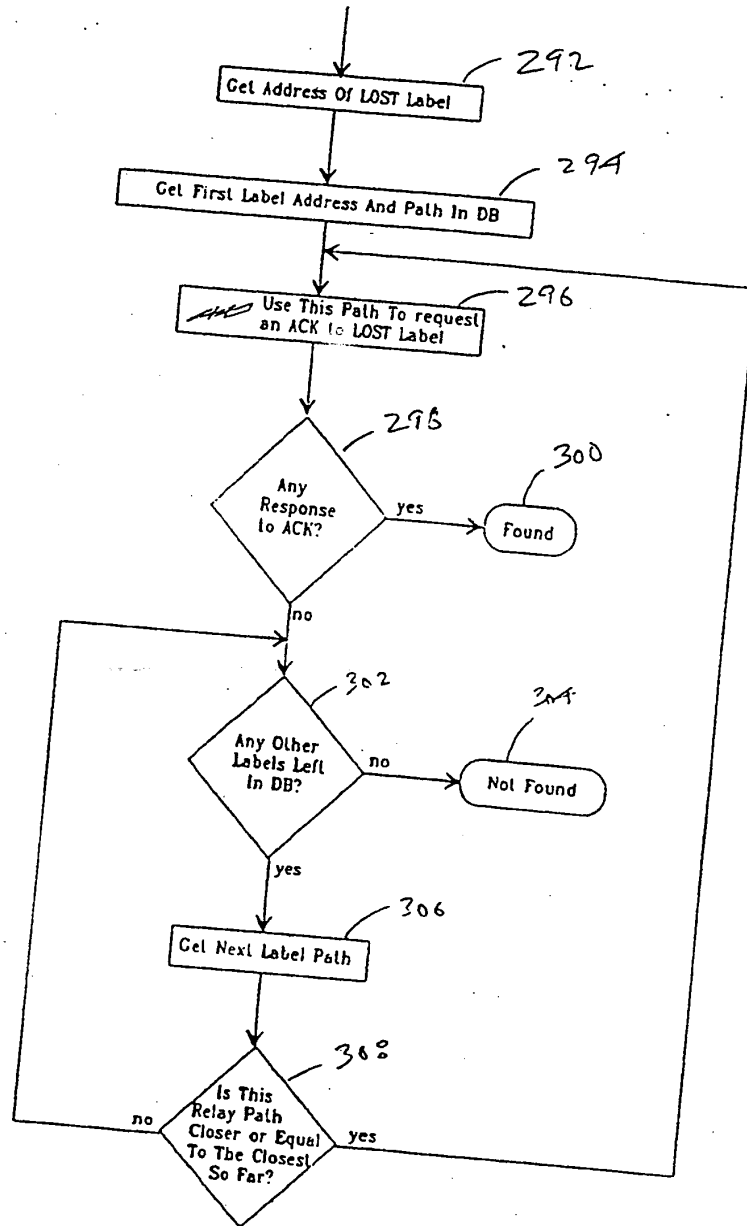 292
Get Address Of LOST Label
294
Get First Label Address And Path In DB
296
Use This Path To request
an ACK to LOST Label
298
Any
Response
to ACK?
yes
300
Found
no
302
Any Other
Labels Left
In DB?
no
304
Not Found
yes
306
Get Next Label Path
308
Is This
Relay Path
Closer or Equal
To The Closest
So Far?
no
yes